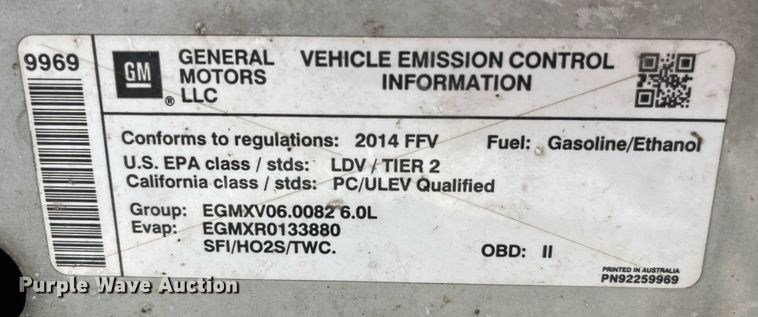 9969
GM
®
GENERAL
MOTORS
LLC
VEHICLE EMISSION CONTROL
INFORMATION
Conforms to regulations: 2014 FFV Fuel: Gasoline/Ethanol
U.S. EPA class / stds: LDV / TIER 2
California class / stds: PC/ULEV Qualified
Group: EGMXV06.0082 6.0L
Evap: EGMXR0133880
SFI/HO2S/TWC. OBD: II
PRINTED IN AUSTRALIA
PN92259969
Purple Wave Auction